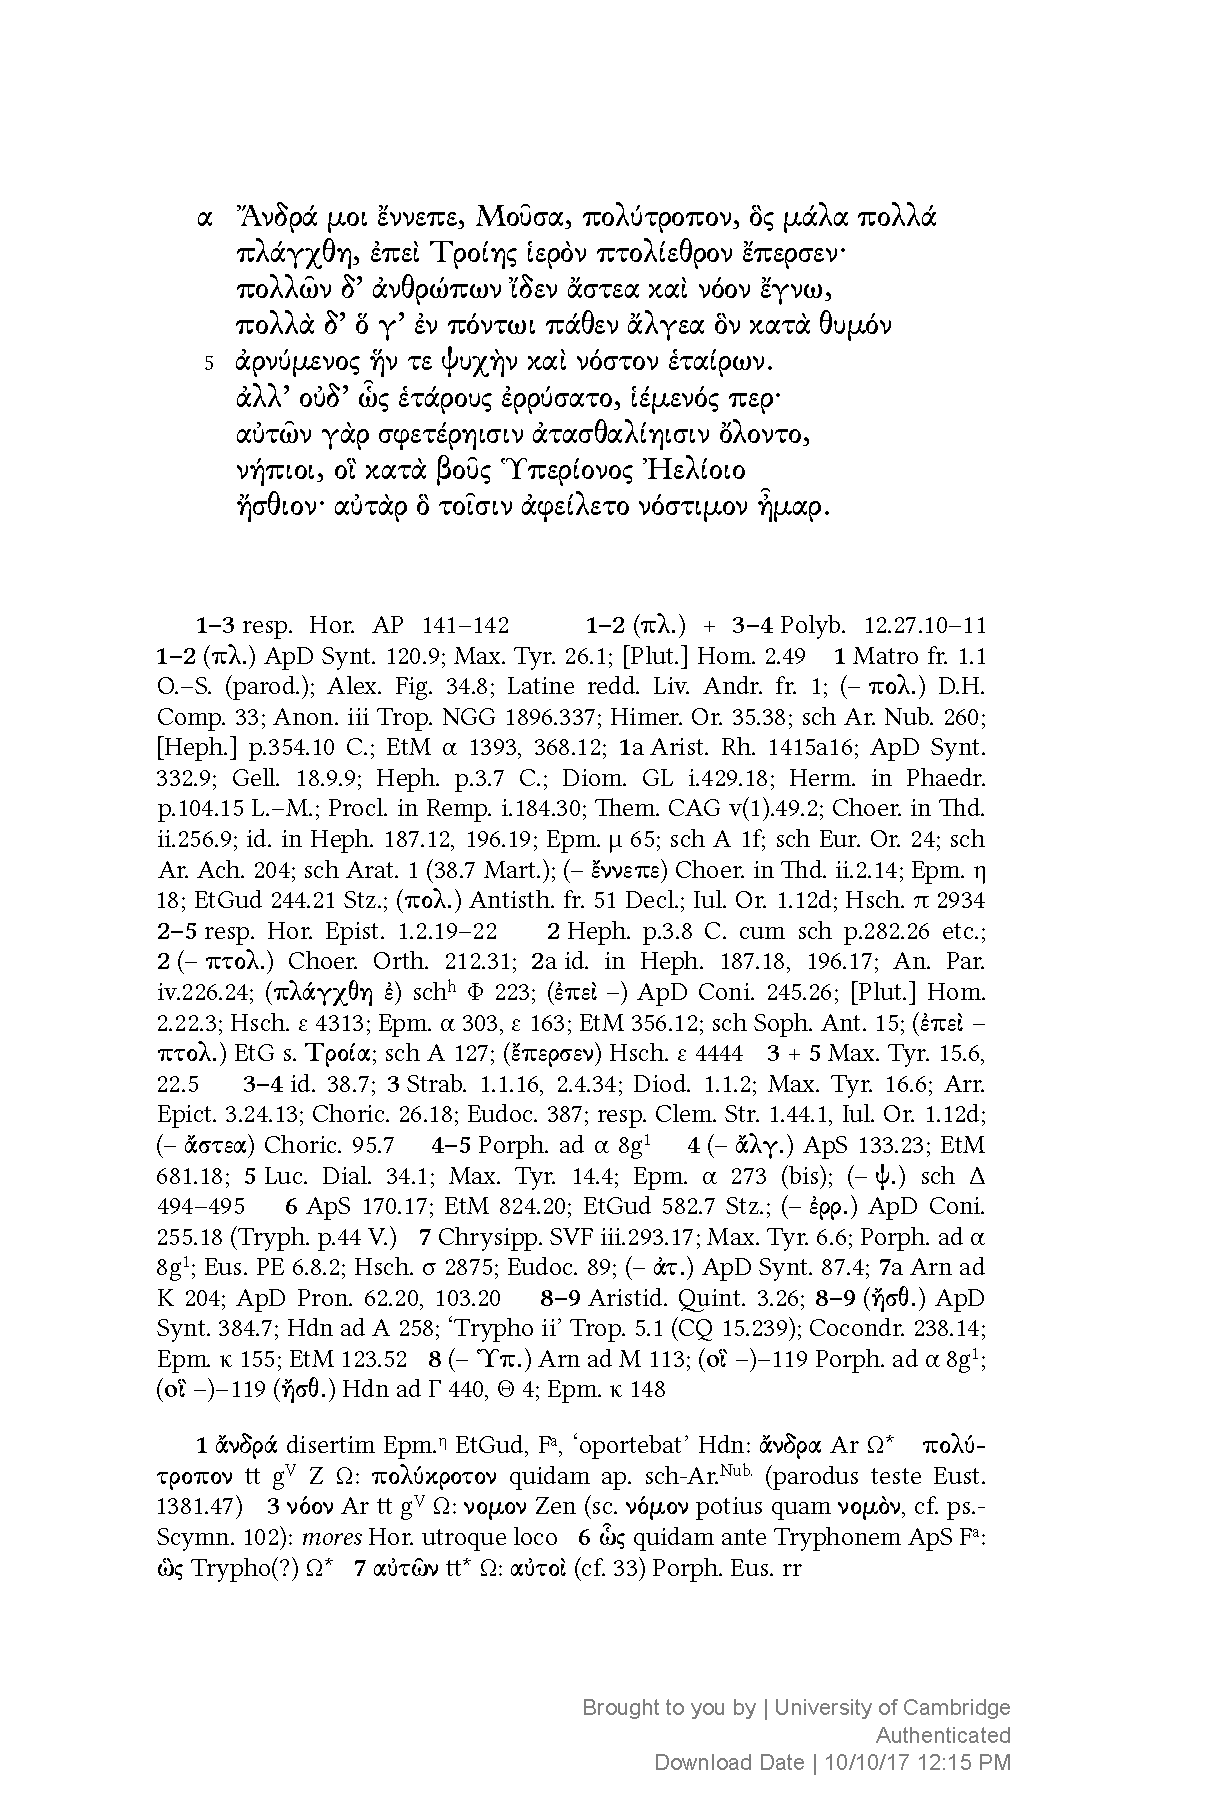 α Ἄνδρά μοι ἔννεπε, Μοῦσα, πολύτροπον, ὃς μάλα πολλά
πλάγχθη, ἐπεὶ Τροίης ἱερὸν πτολίεθρον ἔπερσεν·
πολλῶν δ’ ἀνθρώπων ἴδεν ἄστεα καὶ νόον ἔγνω,
πολλὰ δ’ ὅ γ’ ἐν πόντωι πάθεν ἄλγεα ὃν κατὰ θυμόν
5 ἀρνύμενος ἥν τε ψυχὴν καὶ νόστον ἑταίρων.
ἀλλ’ οὐδ’ ὧς ἑτάρους ἐρρύσατο, ἱέμενός περ·
αὐτῶν γὰρ σφετέρηισιν ἀτασθαλίηισιν ὄλοντο,
νήπιοι, οἳ κατὰ βοῦς Ὑπερίονος Ἠελίοιο
ἤσθιον· αὐτὰρ ὃ τοῖσιν ἀφείλετο νόστιμον ἦμαρ.
1–3 resp. Hor. AP 141–142 1–2 (πλ.) + 3–4 Polyb. 12.27.10–11
1–2 (πλ.) ApD Synt. 120.9; Max. Tyr. 26.1; [Plut.] Hom. 2.49 1 Matro fr. 1.1
O.–S. (parod.); Alex. Fig. 34.8; Latine redd. Liv. Andr. fr. 1; (– πολ.) D.H.
Comp. 33; Anon. iii Trop. NGG 1896.337; Himer. Or. 35.38; sch Ar. Nub. 260;
[Heph.] p.354.10 C.; EtM α 1393, 368.12; 1a Arist. Rh. 1415a16; ApD Synt.
332.9; Gell. 18.9.9; Heph. p.3.7 C.; Diom. GL i.429.18; Herm. in Phaedr.
p.104.15 L.–M.; Procl. in Remp. i.184.30; Them. CAG v(1).49.2; Choer. in Thd.
ii.256.9; id. in Heph. 187.12, 196.19; Epm. μ 65; sch A 1f; sch Eur. Or. 24; sch
Ar. Ach. 204; sch Arat. 1 (38.7 Mart.); (– ἔννεπε) Choer. in Thd. ii.2.14; Epm. η
18; EtGud 244.21 Stz.; (πολ.) Antisth. fr. 51 Decl.; Iul. Or. 1.12d; Hsch. π 2934
2–5 resp. Hor. Epist. 1.2.19–22 2 Heph. p.3.8 C. cum sch p.282.26 etc.;
2 (– πτολ.) Choer. Orth. 212.31; 2a id. in Heph. 187.18, 196.17; An. Par.
iv.226.24; (πλάγχθη ἐ) schʰ Φ 223; (ἐπεὶ –) ApD Coni. 245.26; [Plut.] Hom.
2.22.3; Hsch. ε 4313; Epm. α 303, ε 163; EtM 356.12; sch Soph. Ant. 15; (ἐπεὶ –
πτολ.) EtG s. Τροία; sch A 127; (ἔπερσεν) Hsch. ε 4444 3 + 5 Max. Tyr. 15.6,
22.5 3–4 id. 38.7; 3 Strab. 1.1.16, 2.4.34; Diod. 1.1.2; Max. Tyr. 16.6; Arr.
Epict. 3.24.13; Choric. 26.18; Eudoc. 387; resp. Clem. Str. 1.44.1, Iul. Or. 1.12d;
(– ἄστεα) Choric. 95.7 4–5 Porph. ad α 8g¹ 4 (– ἄλγ.) ApS 133.23; EtM
681.18; 5 Luc. Dial. 34.1; Max. Tyr. 14.4; Epm. α 273 (bis); (– ψ.) sch Δ
494–495 6 ApS 170.17; EtM 824.20; EtGud 582.7 Stz.; (– ἐρρ.) ApD Coni.
255.18 (Tryph. p.44 V.) 7 Chrysipp. SVF iii.293.17; Max. Tyr. 6.6; Porph. ad α
8g¹; Eus. PE 6.8.2; Hsch. σ 2875; Eudoc. 89; (– ἀτ.) ApD Synt. 87.4; 7a Arn ad
K 204; ApD Pron. 62.20, 103.20 8–9 Aristid. Quint. 3.26; 8–9 (ἤσθ.) ApD
Synt. 384.7; Hdn ad A 258; ‘Trypho ii’ Trop. 5.1 (CQ 15.239); Cocondr. 238.14;
Epm. κ 155; EtM 123.52 8 (– Ὑπ.) Arn ad M 113; (οἳ –)–119 Porph. ad α 8g¹;
(οἳ –)–119 (ἤσθ.) Hdn ad Γ 440, Θ 4; Epm. κ 148
1 ἄνδρά disertim Epm.ᵑ EtGud, Fᵃ, ‘oportebat’ Hdn: ἄνδρα Ar Ω* πολύ-
τροπον tt gⱽ Z Ω: πολύκροτον quidam ap. sch-Ar.Nub. (parodus teste Eust.
1381.47) 3 νόον Ar tt gⱽ Ω: νομον Zen (sc. νόμον potius quam νομὸν, cf. ps.-
Scymn. 102): mores Hor. utroque loco 6 ὧς quidam ante Tryphonem ApS Fᵃ:
ὣς Trypho(?) Ω* 7 αὐτῶν tt* Ω: αὐτοὶ (cf. 33) Porph. Eus. rr
Brought to you by | University of Cambridge
Authenticated
Download Date | 10/10/17 12:15 PM